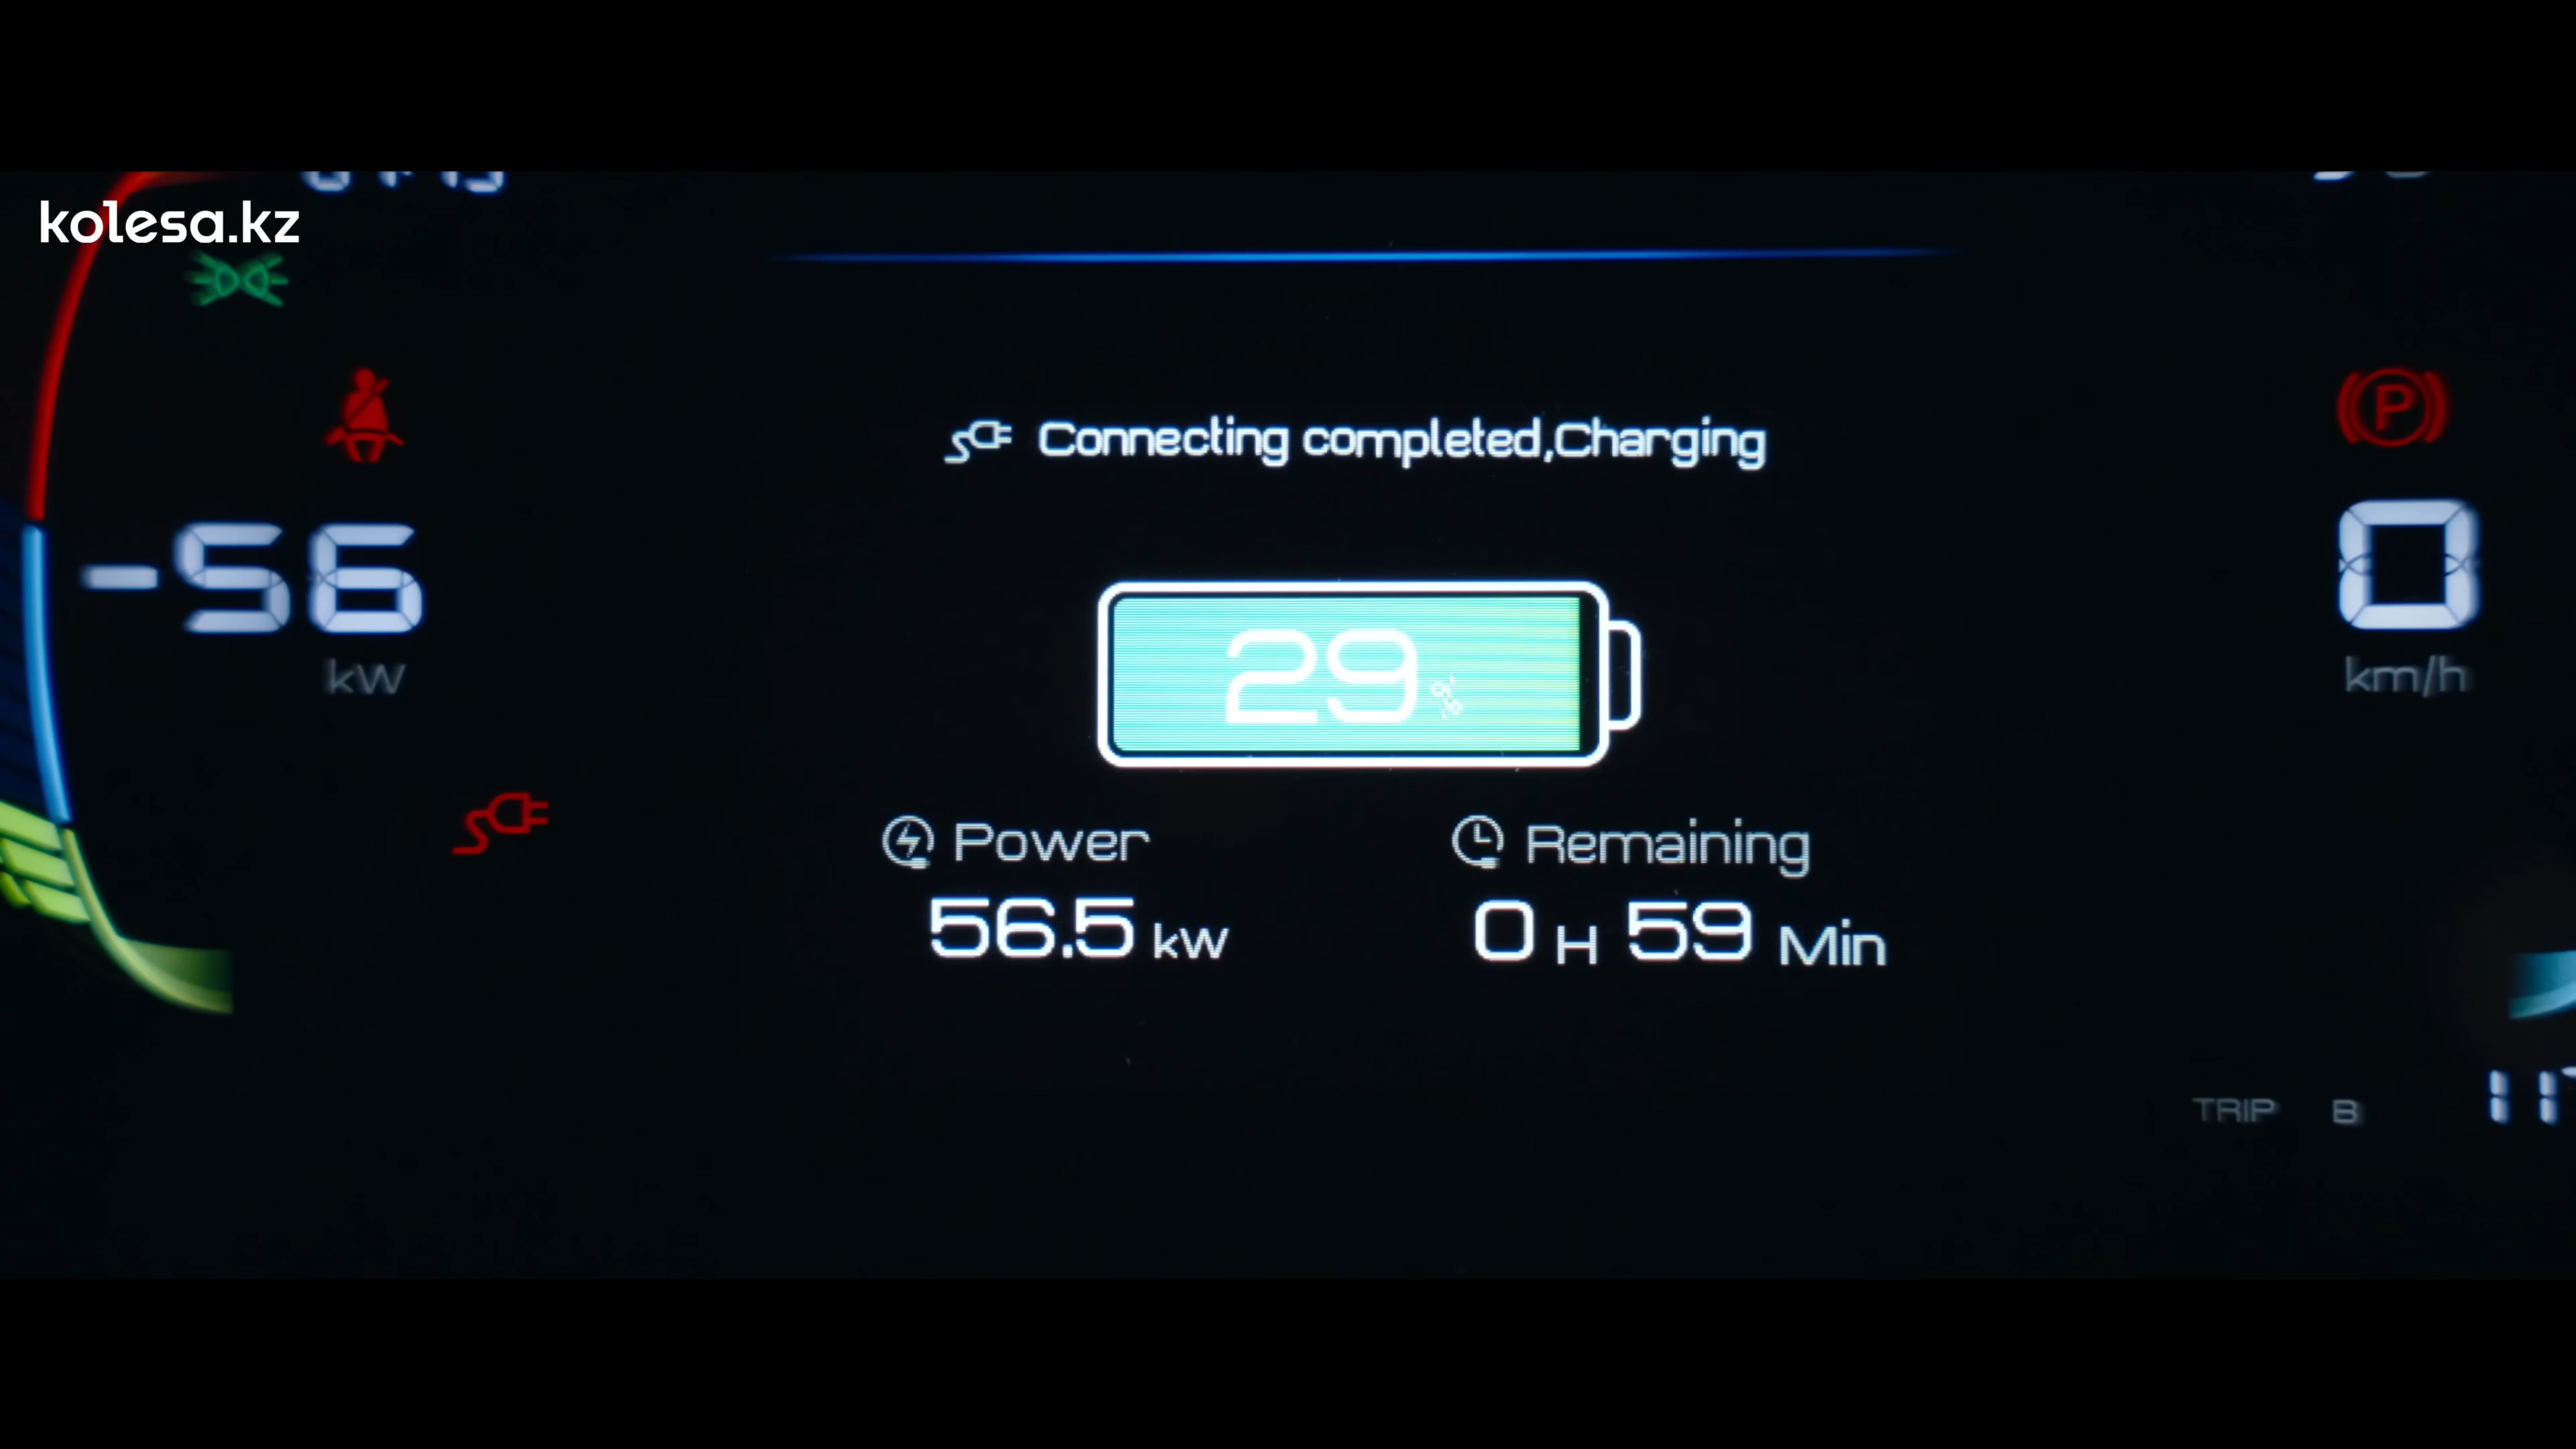 kolesa.kz
Connecting completed,Charging
-56
kW
29 %
0
km/h
Power
56.5 kW
Remaining
0 H 59 Min
TRIP B